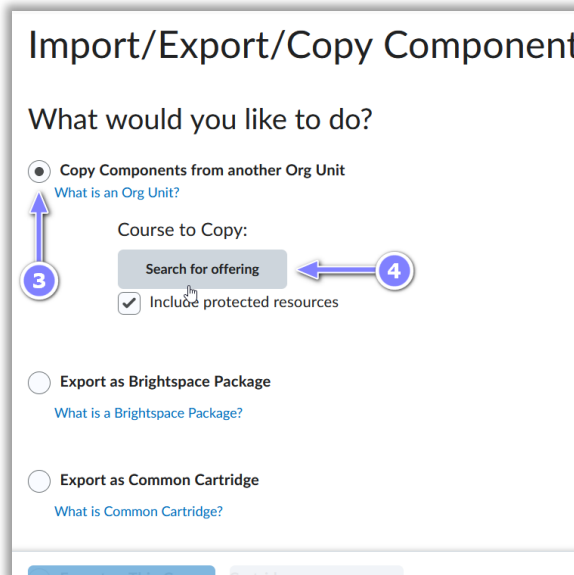 Import/Export/Copy Component
What would you like to do?
Copy Components from another Org Unit
What is an Org Unit?
Course to Copy:
3
Search for offering
4
Include protected resources
Export as Brightspace Package
What is a Brightspace Package?
Export as Common Cartridge
What is Common Cartridge?